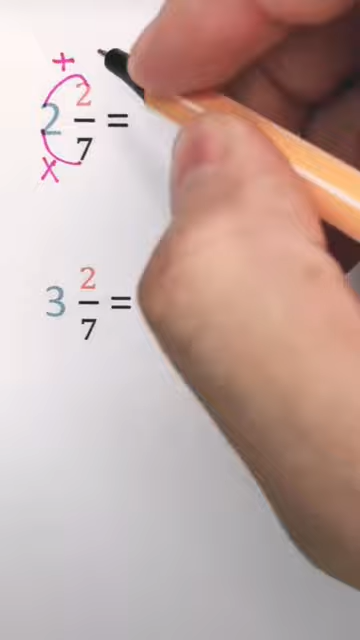 +
2 2/7 =
x
3 2/7 =